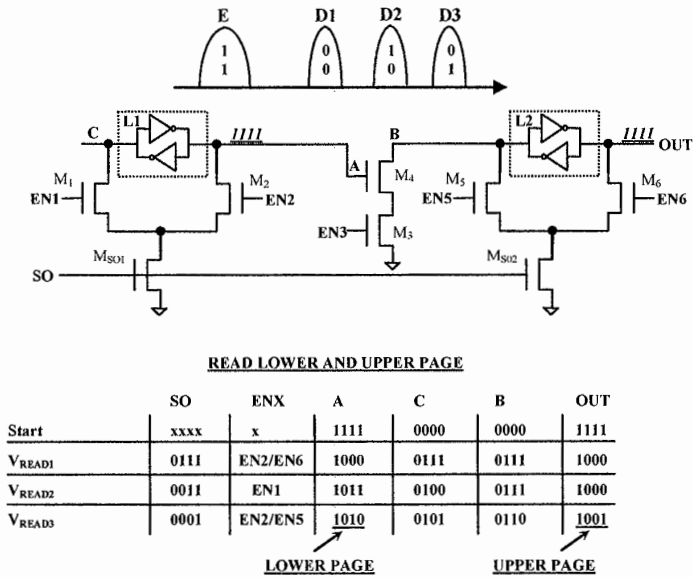 E D1 D2 D3
1 0 1 0
1 0 0 1
C L1 1111 B L2 1111 OUT
A
M1 M2 M4 M5 M6
EN1 EN2 EN5 EN6
EN3 M3
MSO1 MSO2
SO
READ LOWER AND UPPER PAGE
SO ENX A C B OUT
Start xxxx x 1111 0000 0000 1111
VREAD1 0111 EN2/EN6 1000 0111 0111 1000
VREAD2 0011 EN1 1011 0100 0111 1000
VREAD3 0001 EN2/EN5 1010 0101 0110 1001
LOWER PAGE UPPER PAGE